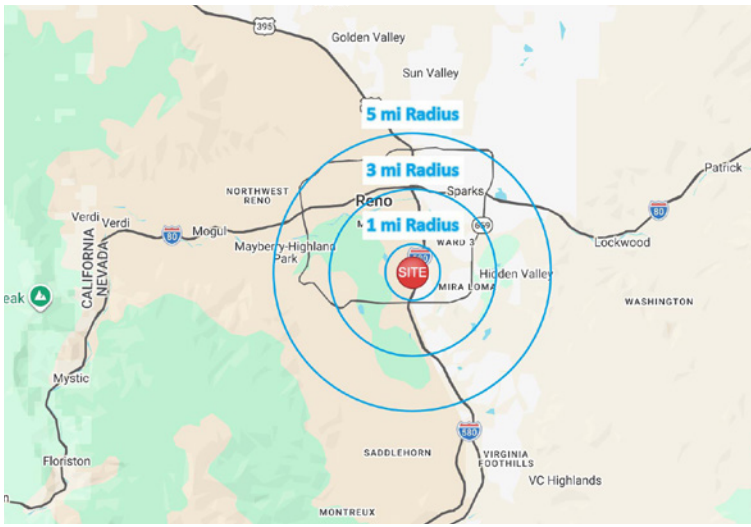 395
Golden Valley
Sun Valley
5 mi Radius
3 mi Radius
Patrick
NORTHWEST
RENO
Reno
Sparks
80
1 mi Radius
Verdi
Verdi
Mogul
80
659
Mayberry-Highland
Park
WARD 3
Lockwood
CALIFORNIA
NEVADA
580
SITE
Hidden Valley
MIRA LOMA
WASHINGTON
eak
Mystic
580
SADDLEHORN
VIRGINIA
FOOTHILLS
Floriston
VC Highlands
n
MONTREUX